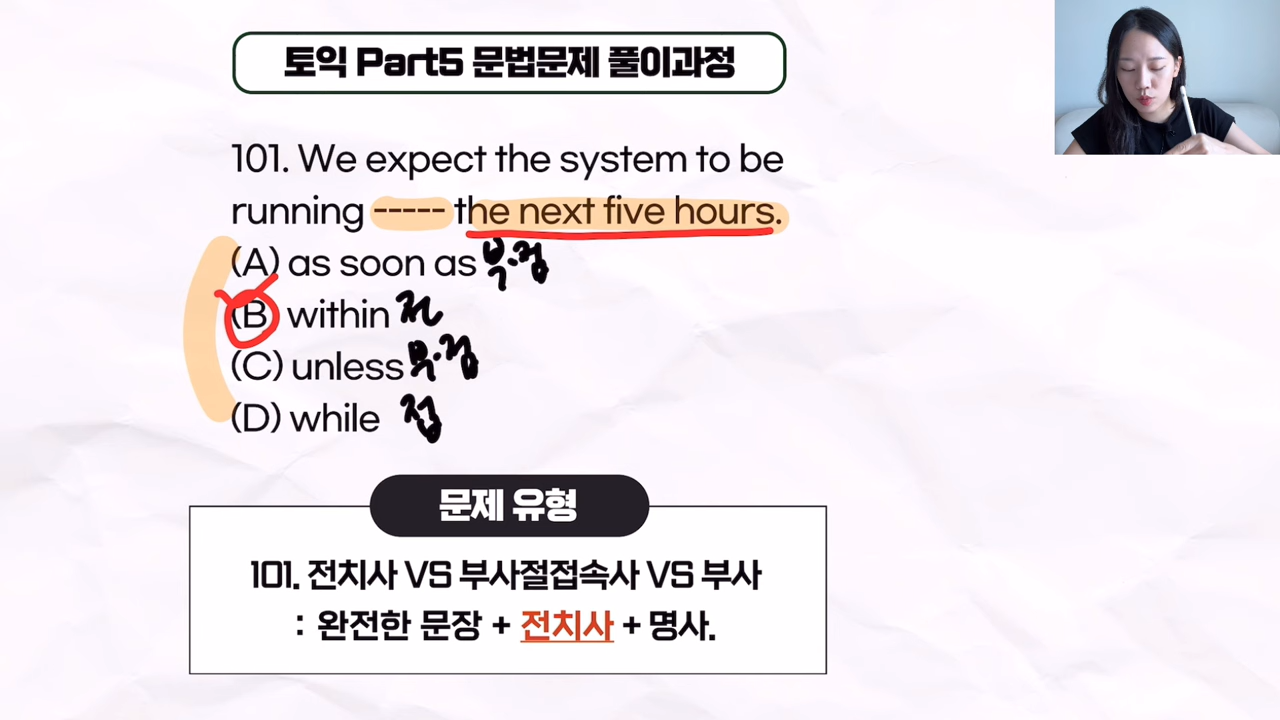 토익 Part5 문법문제 풀이과정
101. We expect the system to be
running ----- the next five hours.
(A) as soon as 부.접
(B) within 전
(C) unless 부.접
(D) while 접
문제 유형
101. 전치사 VS 부사절접속사 VS 부사
: 완전한 문장 + 전치사 + 명사.